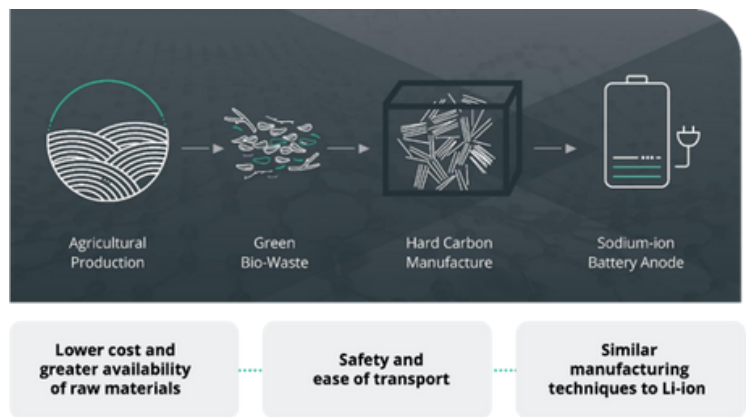 Agricultural
Production
Green
Bio-Waste
Hard Carbon
Manufacture
Sodium-ion
Battery Anode
Lower cost and
greater availability
of raw materials
Safety and
ease of transport
Similar
manufacturing
techniques to Li-ion